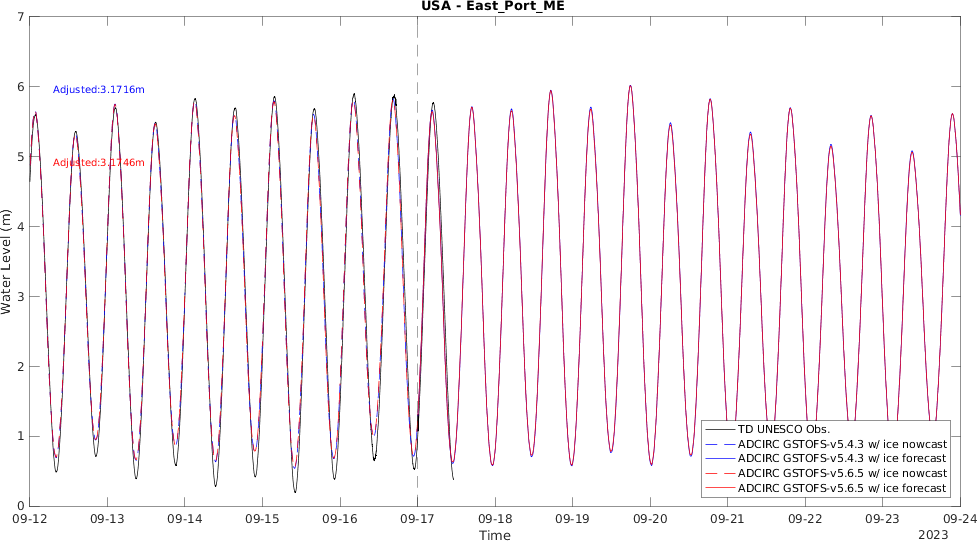 USA - East_Port_ME
7
6
5
4
3
2
1
0
Water Level (m)
Adjusted:3.1716m
Adjusted:3.1746m
TD UNESCO Obs.
ADCIRC GSTOFS-v5.4.3 w/ ice nowcast
ADCIRC GSTOFS-v5.4.3 w/ ice forecast
ADCIRC GSTOFS-v5.6.5 w/ ice nowcast
ADCIRC GSTOFS-v5.6.5 w/ ice forecast
09-12 09-13 09-14 09-15 09-16 09-17 09-18 09-19 09-20 09-21 09-22 09-23 09-24
Time
2023